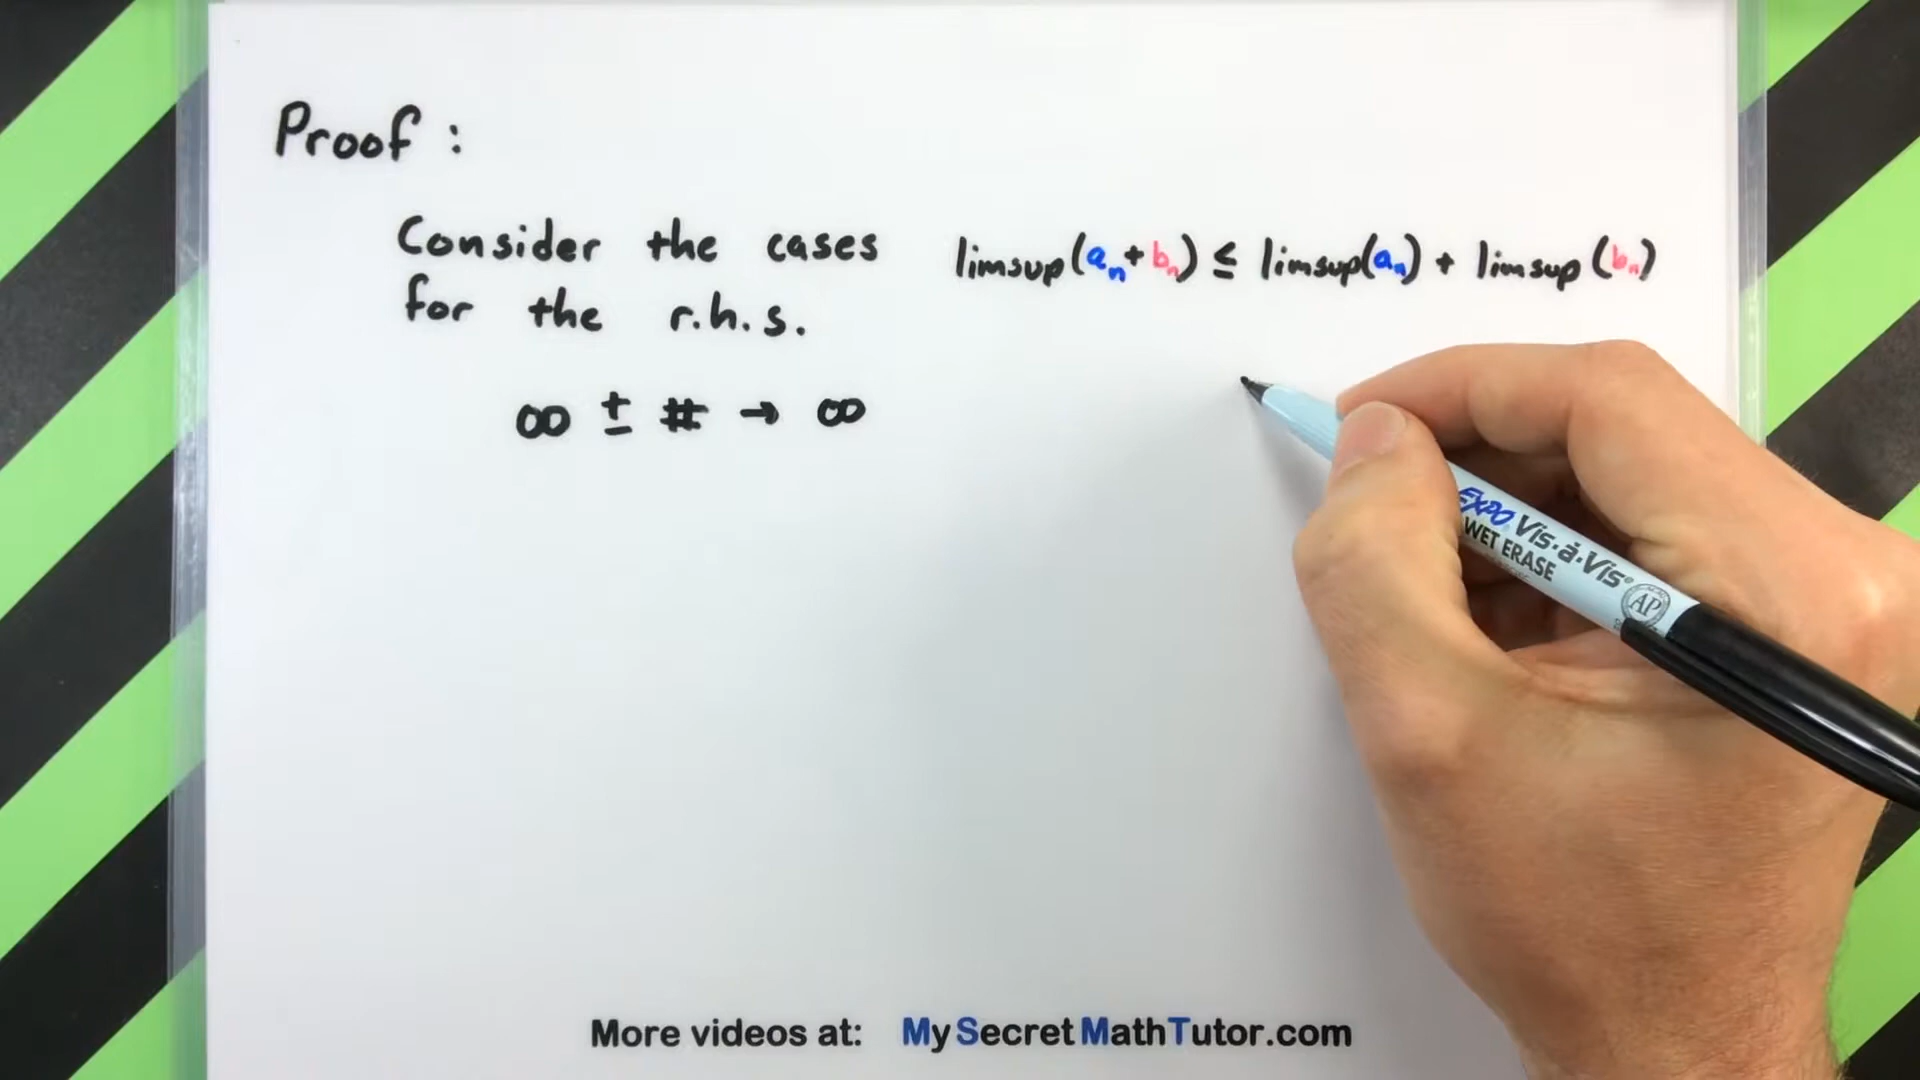 Proof :
Consider the cases
for the r.h.s.
limsup(aₙ + bₙ) ≤ limsup(aₙ) + limsup(bₙ)
∞ ± # → ∞
EXPO Vis·à·Vis®
WET ERASE
AP
More videos at: MySecretMathTutor.com